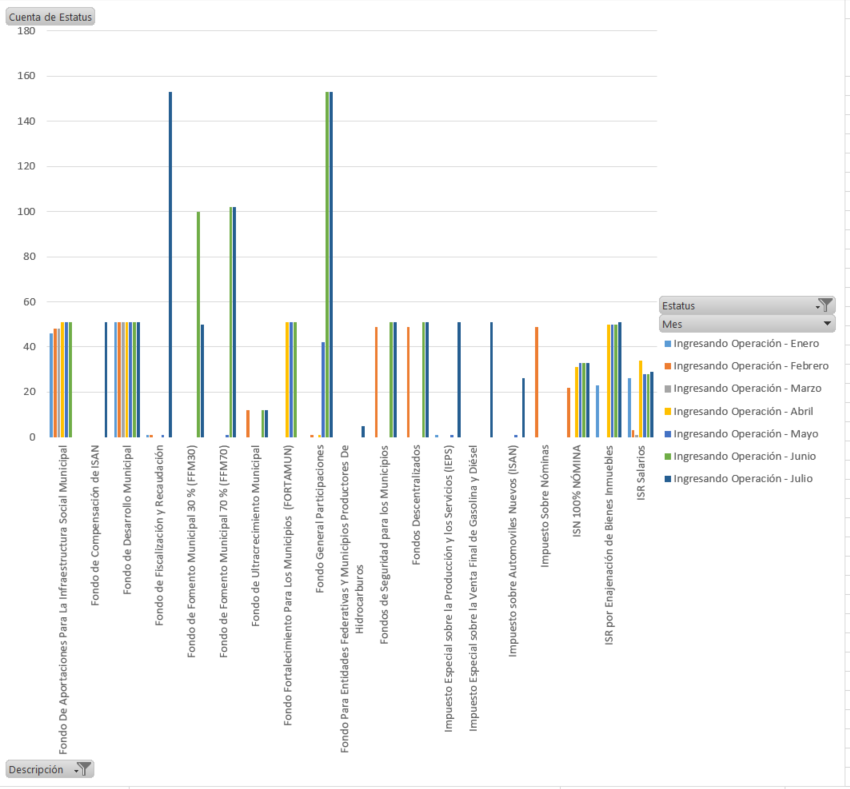 Cuenta de Estatus
180
160
140
120
100
80
60
40
20
0
Estatus
Mes
Ingresando Operación - Enero
Ingresando Operación - Febrero
Ingresando Operación - Marzo
Ingresando Operación - Abril
Ingresando Operación - Mayo
Ingresando Operación - Junio
Ingresando Operación - Julio
Fondo De Aportaciones Para La Infraestructura Social Municipal
Fondo de Compensación de ISAN
Fondo de Desarrollo Municipal
Fondo de Fiscalización y Recaudación
Fondo de Fomento Municipal 30 % (FFM30)
Fondo de Fomento Municipal 70 % (FFM70)
Fondo de Ultracrecimiento Municipal
Fondo Fortalecimiento Para Los Municipios (FORTAMUN)
Fondo General Participaciones
Fondo Para Entidades Federativas Y Municipios Productores De
Hidrocarburos
Fondos de Seguridad para los Municipios
Fondos Descentralizados
Impuesto Especial sobre la Producción y los Servicios (IEPS)
Impuesto Especial sobre la Venta Final de Gasolina y Diésel
Impuesto sobre Automoviles Nuevos (ISAN)
Impuesto Sobre Nóminas
ISN 100% NÓMINA
ISR por Enajenación de Bienes Inmuebles
ISR Salarios
Descripción